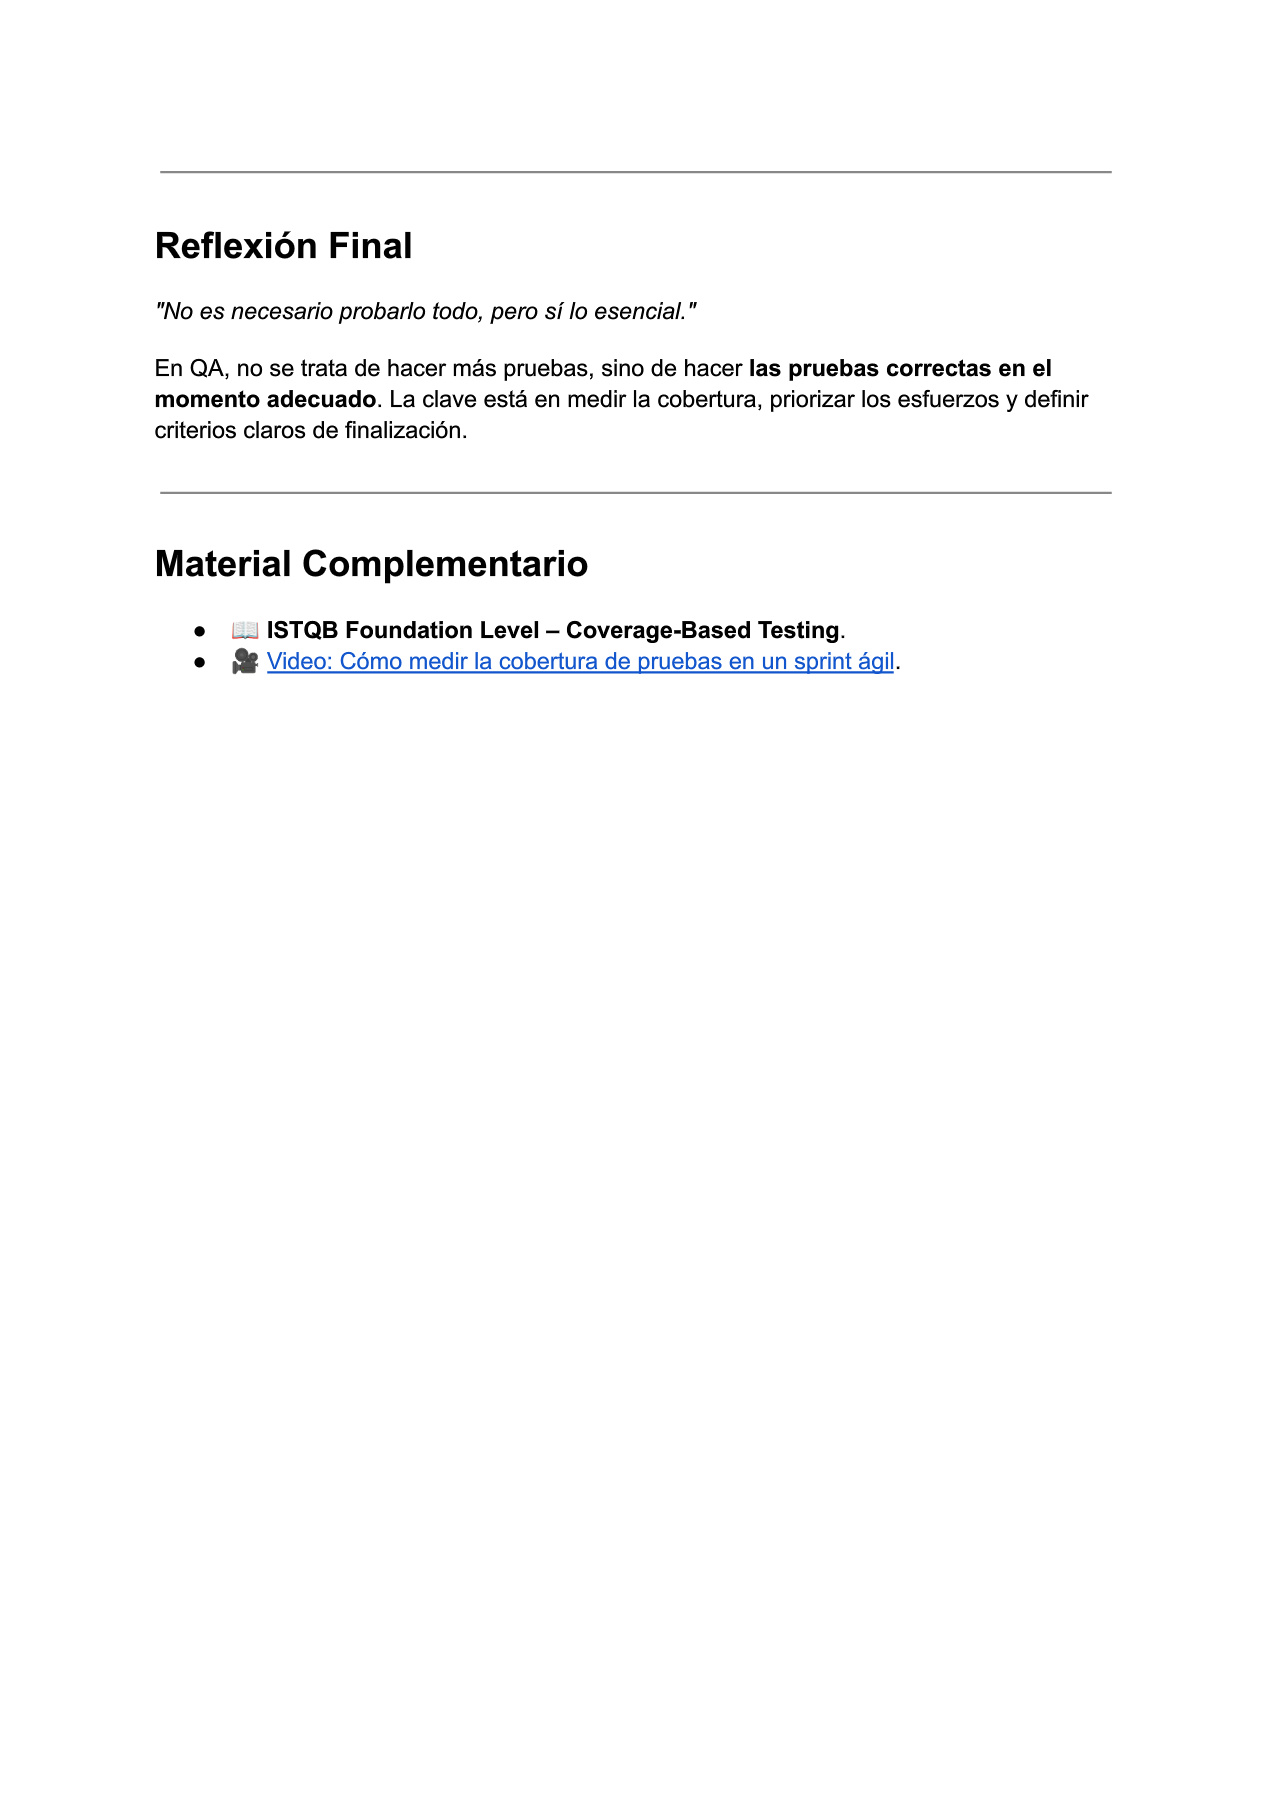 Reflexión Final
"No es necesario probarlo todo, pero sí lo esencial."
En QA, no se trata de hacer más pruebas, sino de hacer las pruebas correctas en el
momento adecuado. La clave está en medir la cobertura, priorizar los esfuerzos y definir
criterios claros de finalización.
Material Complementario
● 📖 ISTQB Foundation Level – Coverage-Based Testing.
● 🎥 Video: Cómo medir la cobertura de pruebas en un sprint ágil.